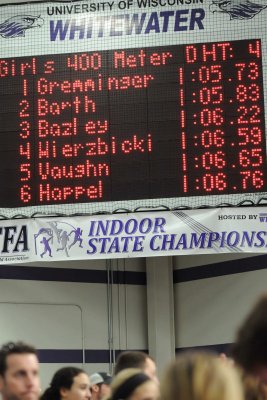 UNIVERSITY OF WISCONSIN
WHITEWATER
Girls 400 Meter D HT: 4
1 Gremminger 1:05.73
2 Barth 1:05.83
3 Bazley 1:06.22
4 Wierzbicki 1:06.59
5 Vaughn 1:06.65
6 Happel 1:06.76
HOSTED BY
TFA INDOOR
STATE CHAMPIONS